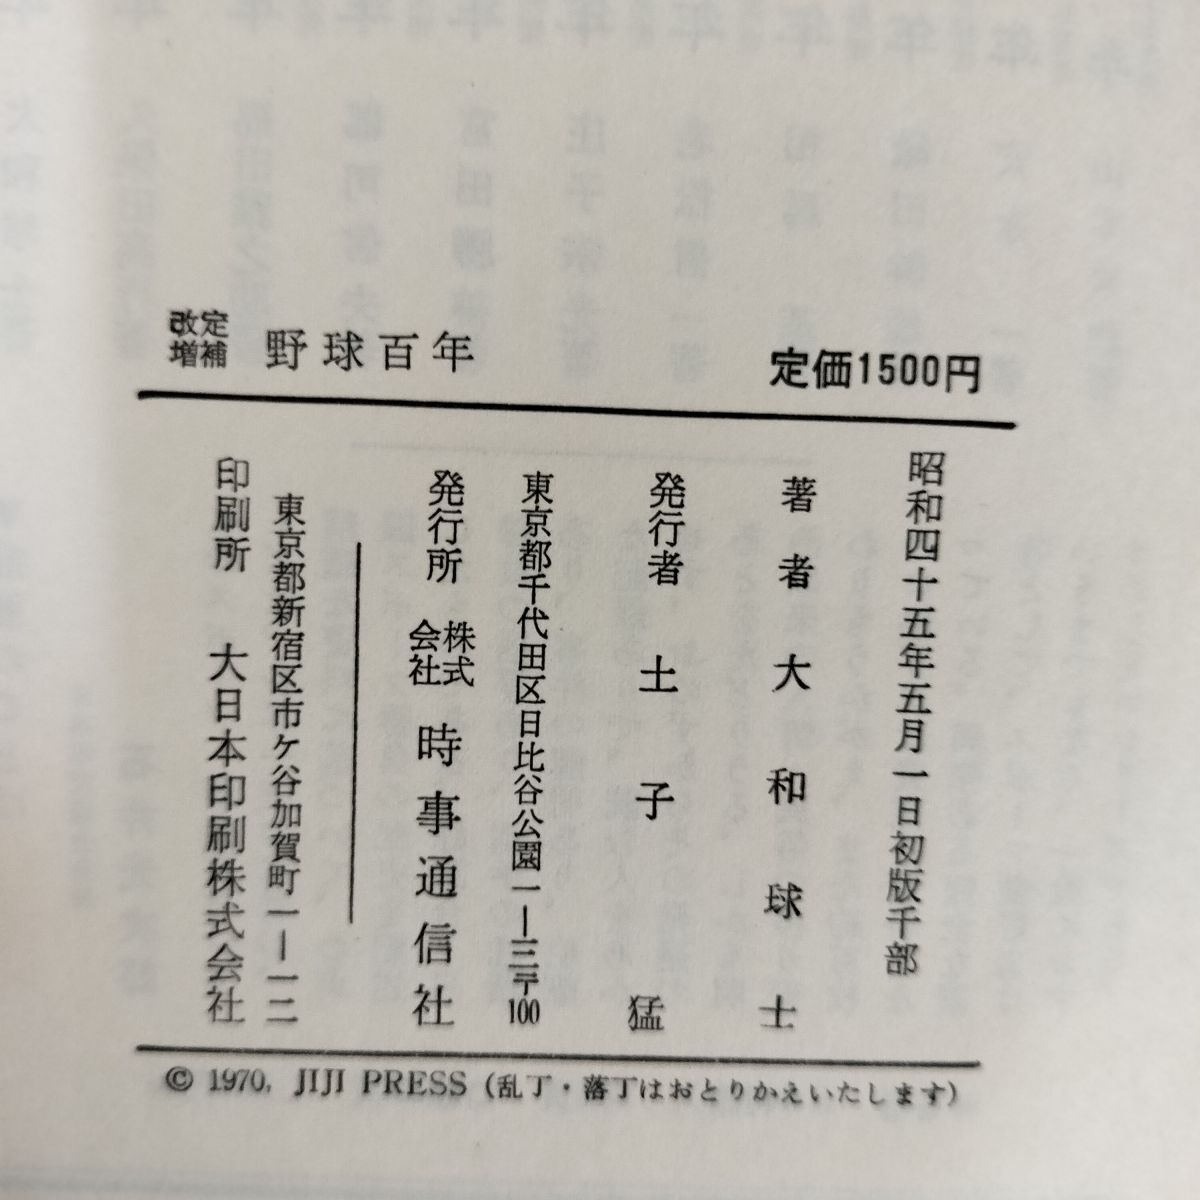 改定増補 野球百年
定価1500円
昭和四十五年五月一日初版千部
著者 大和球士
発行者 土子猛
東京都千代田区日比谷公園一ー三〒100
発行所 株式会社 時事通信社
東京都新宿区市ケ谷加賀町一ー一二
印刷所 大日本印刷株式会社
© 1970, JIJI PRESS (乱丁・落丁はおとりかえいたします)